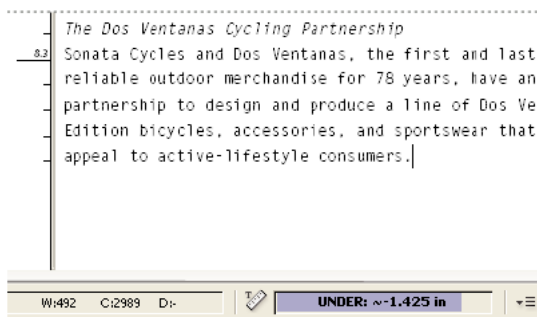 The Dos Ventanas Cycling Partnership
8.3 Sonata Cycles and Dos Ventanas, the first and last
reliable outdoor merchandise for 78 years, have an
partnership to design and produce a line of Dos Ve
Edition bicycles, accessories, and sportswear that
appeal to active-lifestyle consumers.
W:492 C:2989 D:- T UNDER: ~-1.425 in